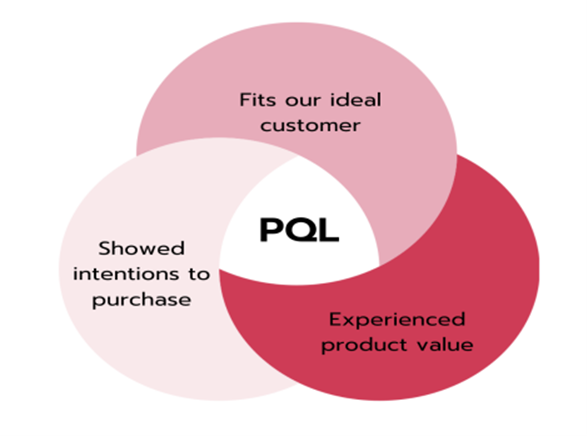 Fits our ideal
customer
PQL
Showed
intentions to
purchase
Experienced
product value